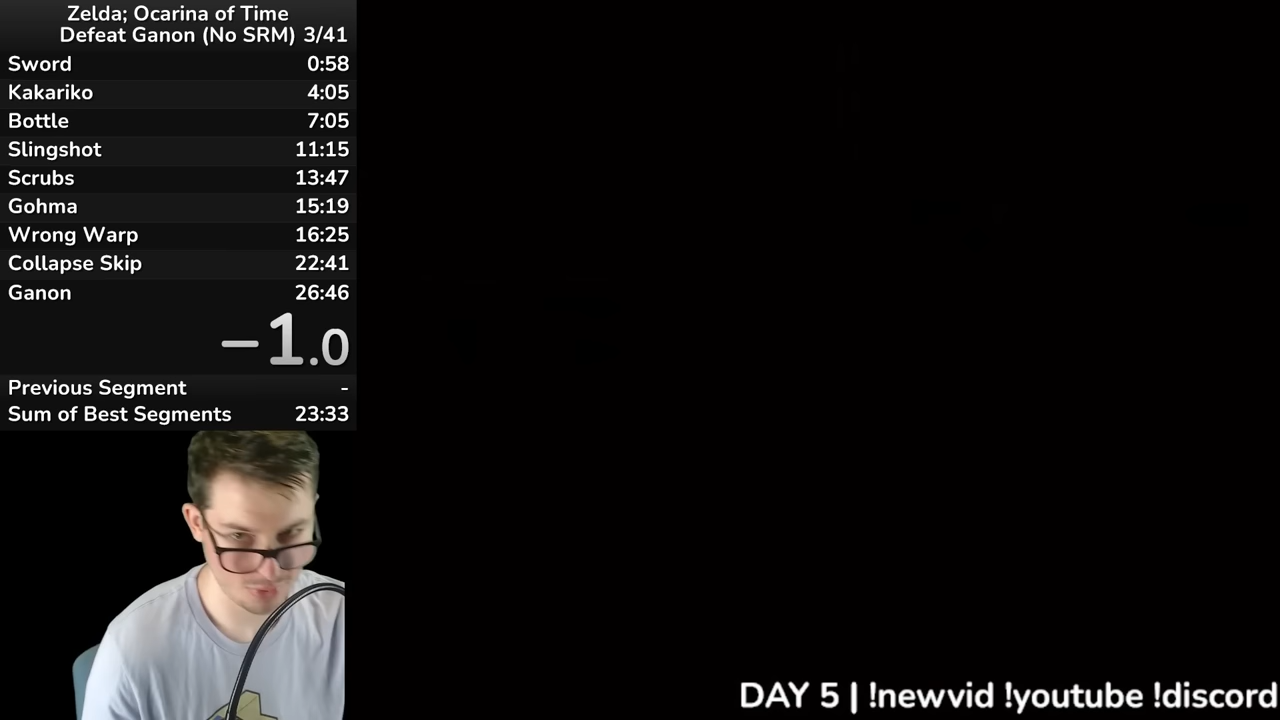 Zelda; Ocarina of Time
Defeat Ganon (No SRM) 3/41
Sword 0:58
Kakariko 4:05
Bottle 7:05
Slingshot 11:15
Scrubs 13:47
Gohma 15:19
Wrong Warp 16:25
Collapse Skip 22:41
Ganon 26:46
−1.0
Previous Segment -
Sum of Best Segments 23:33
DAY 5 | !newvid !youtube !discord